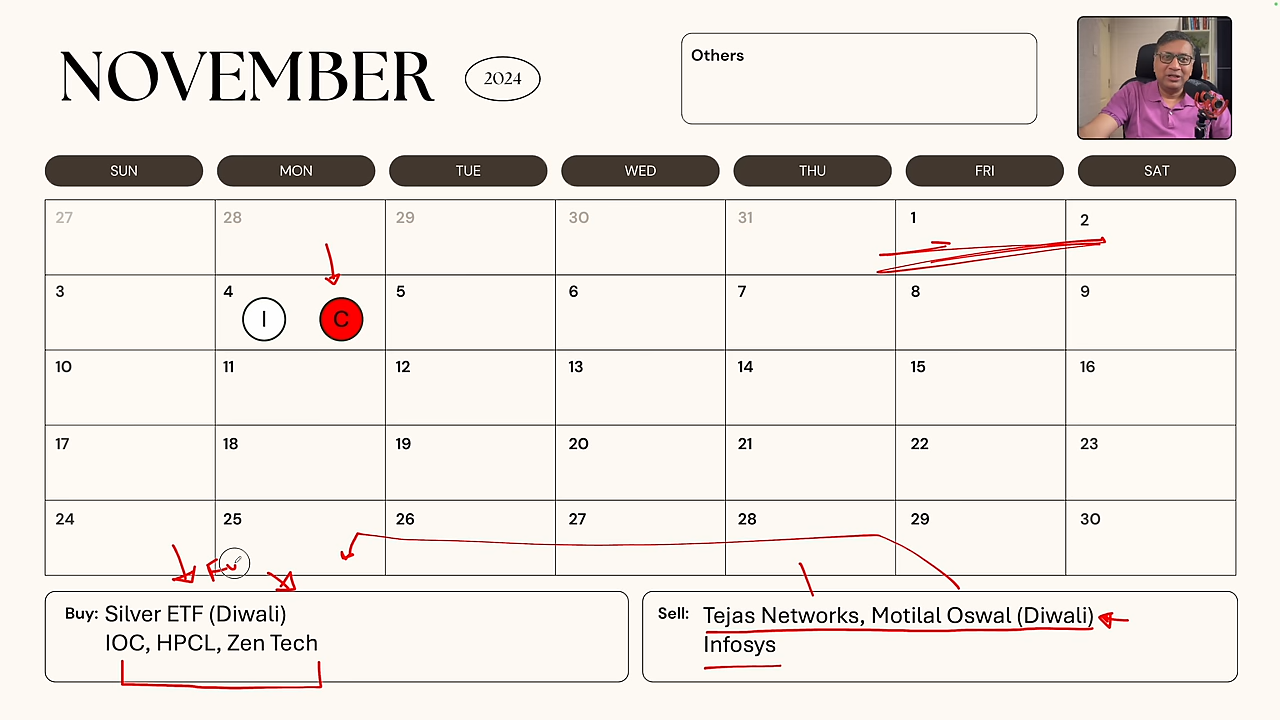 NOVEMBER
2024
Others
SUN MON TUE WED THU FRI SAT
27 28 29 30 31 1 2
3 4 5 6 7 8 9
I C
10 11 12 13 14 15 16
17 18 19 20 21 22 23
24 25 26 27 28 29 30
Buy: Silver ETF (Diwali)
IOC, HPCL, Zen Tech
Sell: Tejas Networks, Motilal Oswal (Diwali)
Infosys